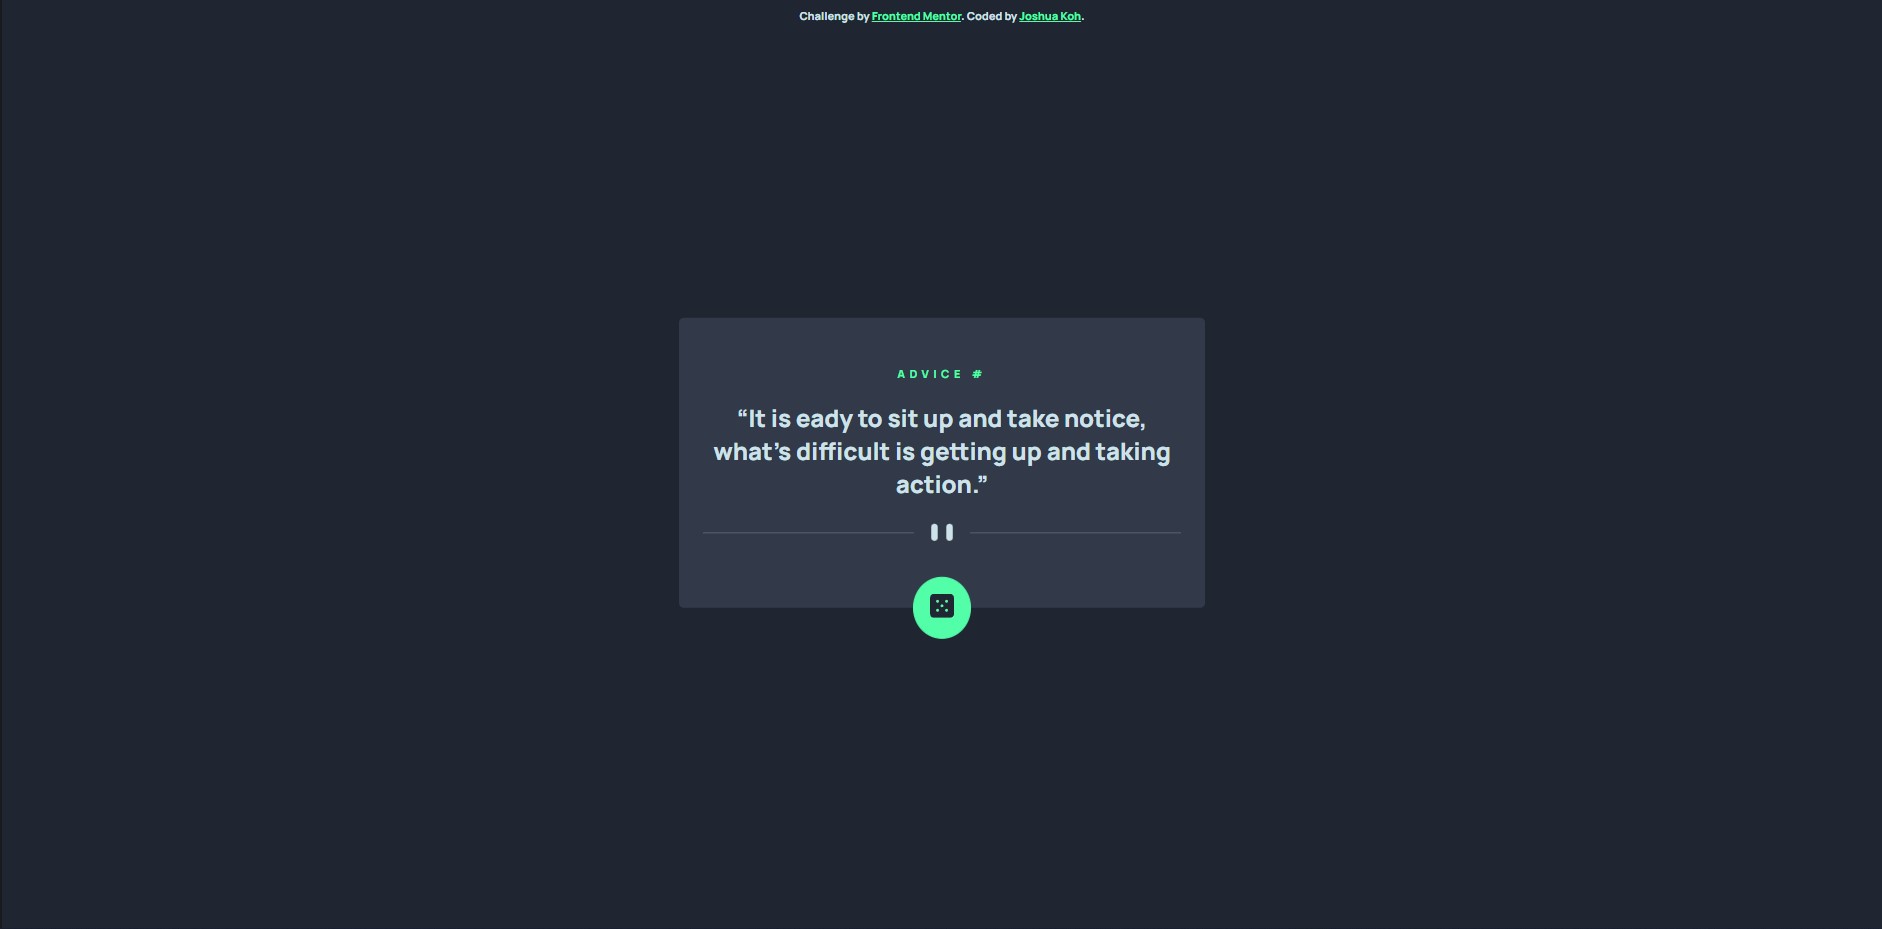 Challenge by Frontend Mentor. Coded by Joshua Koh.
ADVICE #
“It is eady to sit up and take notice,
what’s difficult is getting up and taking
action.”